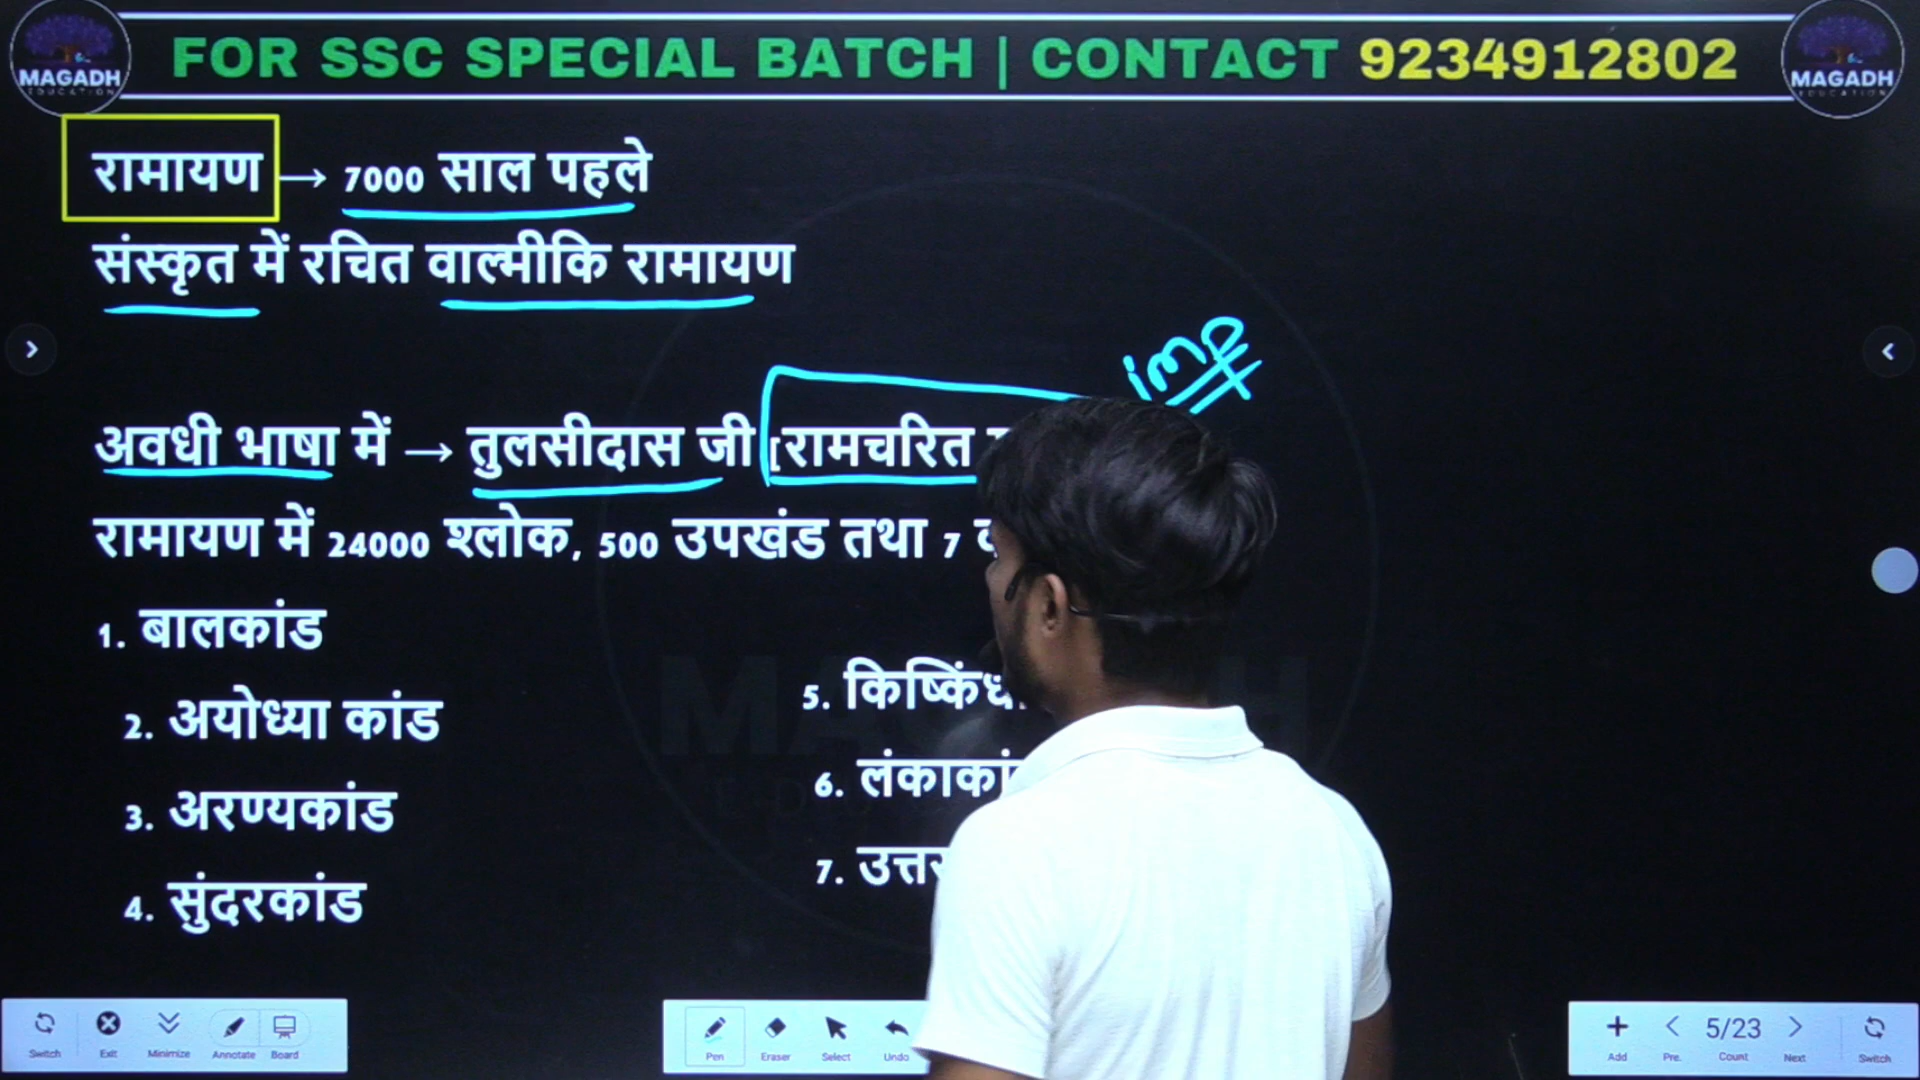 FOR SSC SPECIAL BATCH | CONTACT 9234912802
MAGADH
EDUCATION
MAGADH
EDUCATION
रामायण → 7000 साल पहले
संस्कृत में रचित वाल्मीकि रामायण
imp
अवधी भाषा में → तुलसीदास जी [रामचरित
रामायण में 24000 श्लोक, 500 उपखंड तथा 7
1. बालकांड
2. अयोध्या कांड
3. अरण्यकांड
4. सुंदरकांड
5.
6.
7.
Switch Exit Minimize Annotate Board
Pen Eraser Select Undo
5/23
Add Pre. Count Next Switch